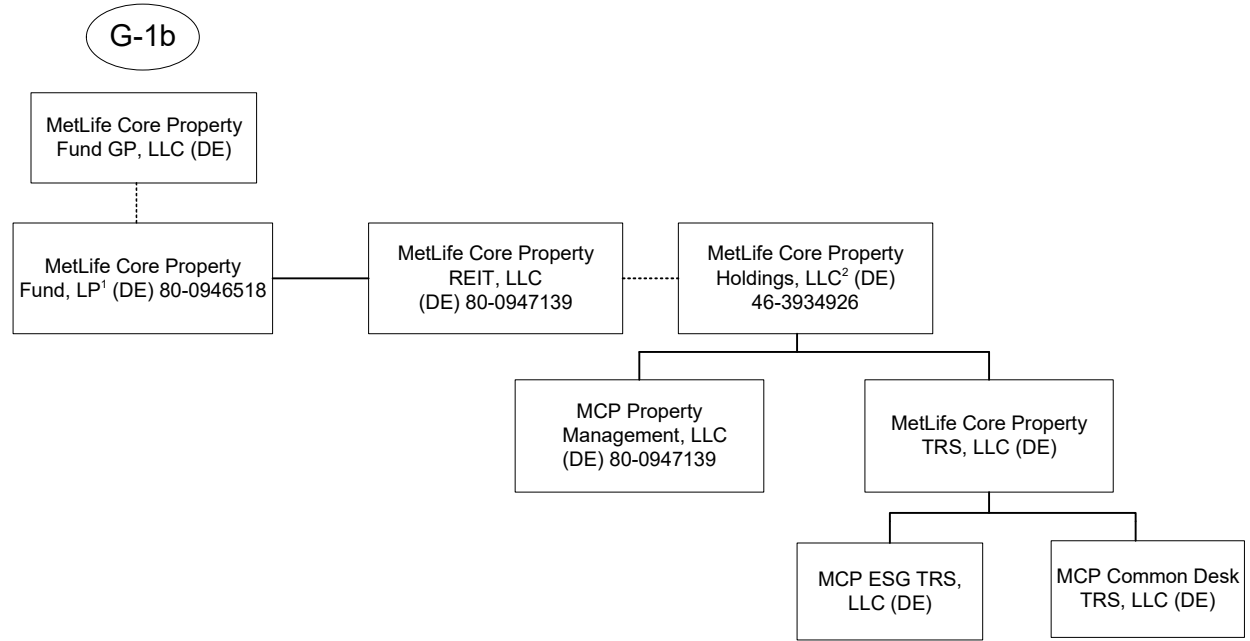 G-1b
MetLife Core Property
Fund GP, LLC (DE)
MetLife Core Property
Fund, LP¹ (DE) 80-0946518
MetLife Core Property
REIT, LLC
(DE) 80-0947139
MetLife Core Property
Holdings, LLC² (DE)
46-3934926
MCP Property
Management, LLC
(DE) 80-0947139
MetLife Core Property
TRS, LLC (DE)
MCP ESG TRS,
LLC (DE)
MCP Common Desk
TRS, LLC (DE)